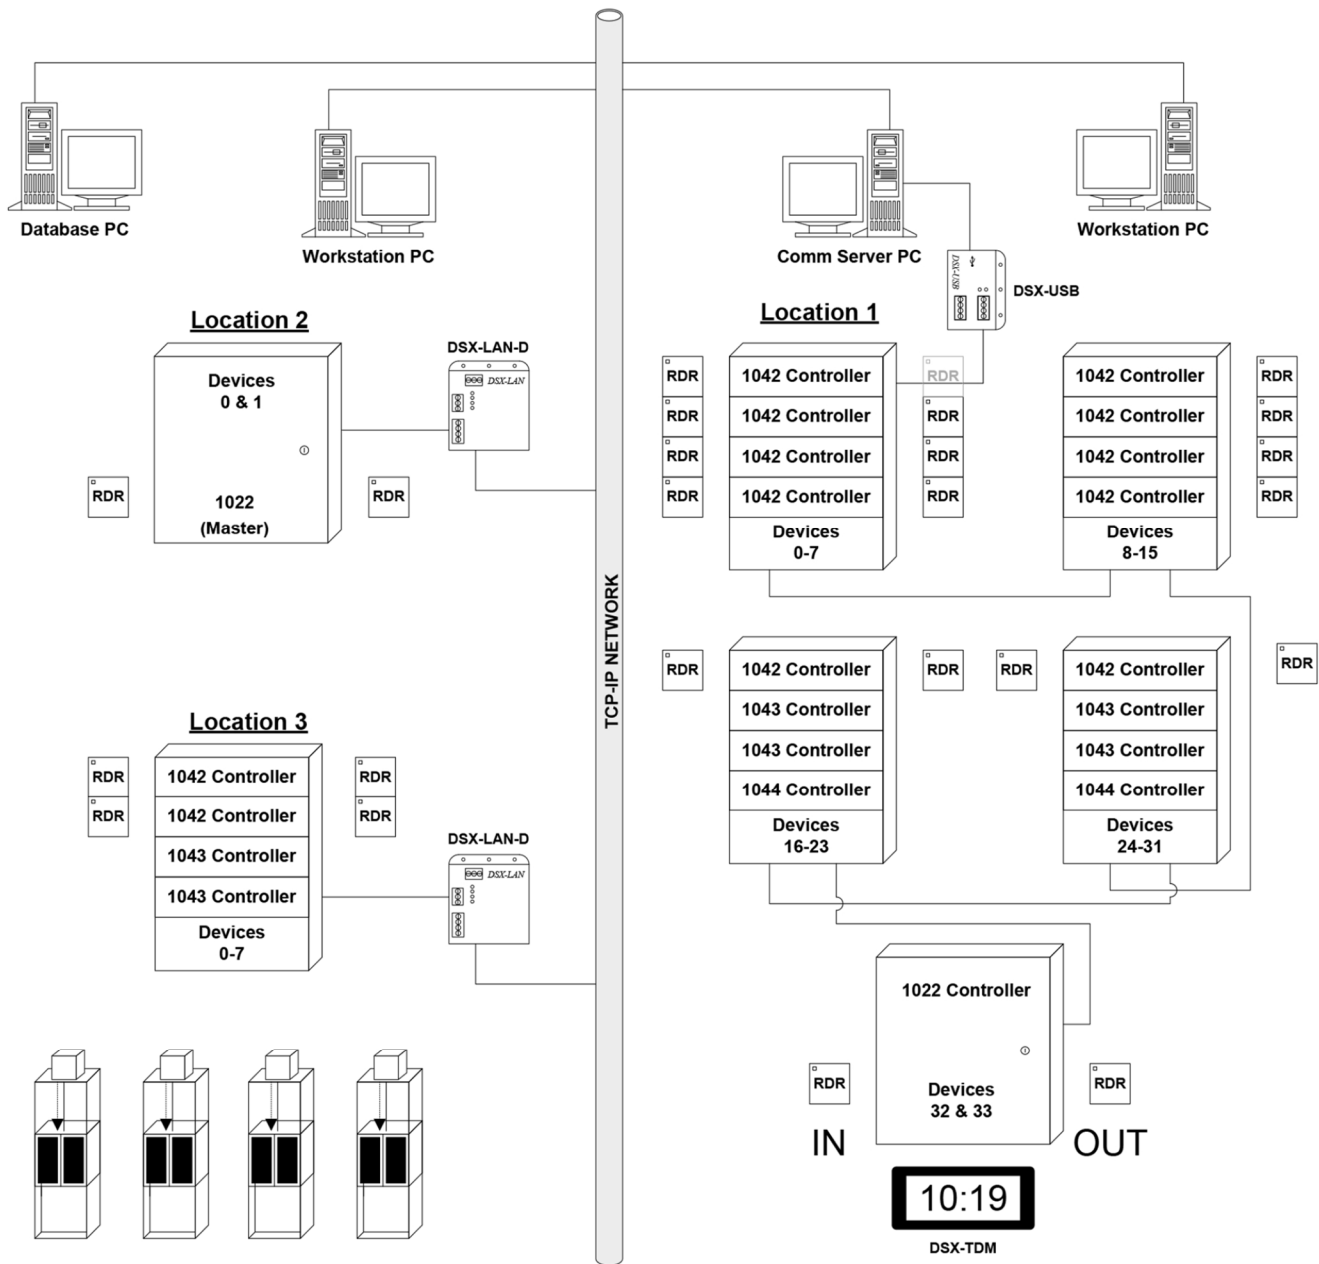 Database PC
Workstation PC
Comm Server PC
Workstation PC
DSX-USB
DSX-USB
Location 2
Devices
0 & 1
1022
(Master)
RDR
RDR
DSX-LAN-D
DSX-LAN
Location 3
1042 Controller
1042 Controller
1043 Controller
1043 Controller
Devices
0-7
RDR
RDR
RDR
RDR
DSX-LAN-D
DSX-LAN
TCP-IP NETWORK
Location 1
RDR
RDR
RDR
RDR
1042 Controller
1042 Controller
1042 Controller
1042 Controller
Devices
0-7
RDR
RDR
RDR
RDR
1042 Controller
1042 Controller
1042 Controller
1042 Controller
Devices
8-15
RDR
RDR
RDR
RDR
RDR
1042 Controller
1043 Controller
1043 Controller
1044 Controller
Devices
16-23
RDR
RDR
1042 Controller
1043 Controller
1043 Controller
1044 Controller
Devices
24-31
RDR
1022 Controller
Devices
32 & 33
RDR
IN
RDR
OUT
10:19
DSX-TDM